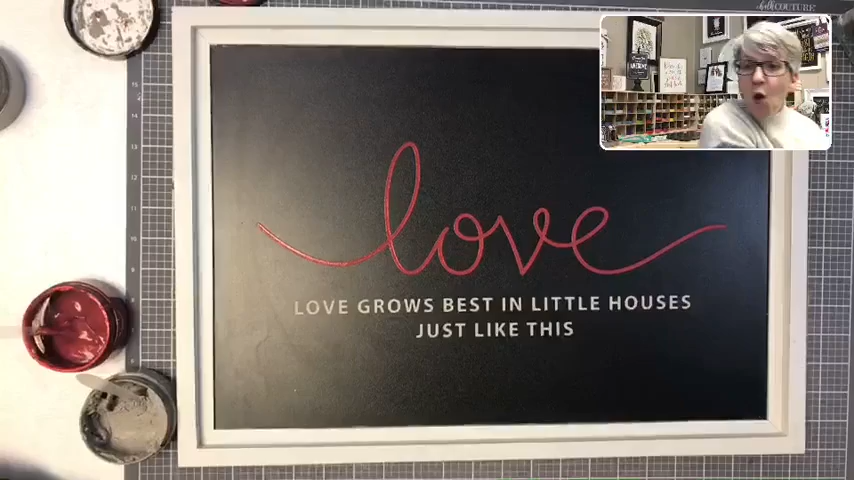 love
LOVE GROWS BEST IN LITTLE HOUSES
JUST LIKE THIS